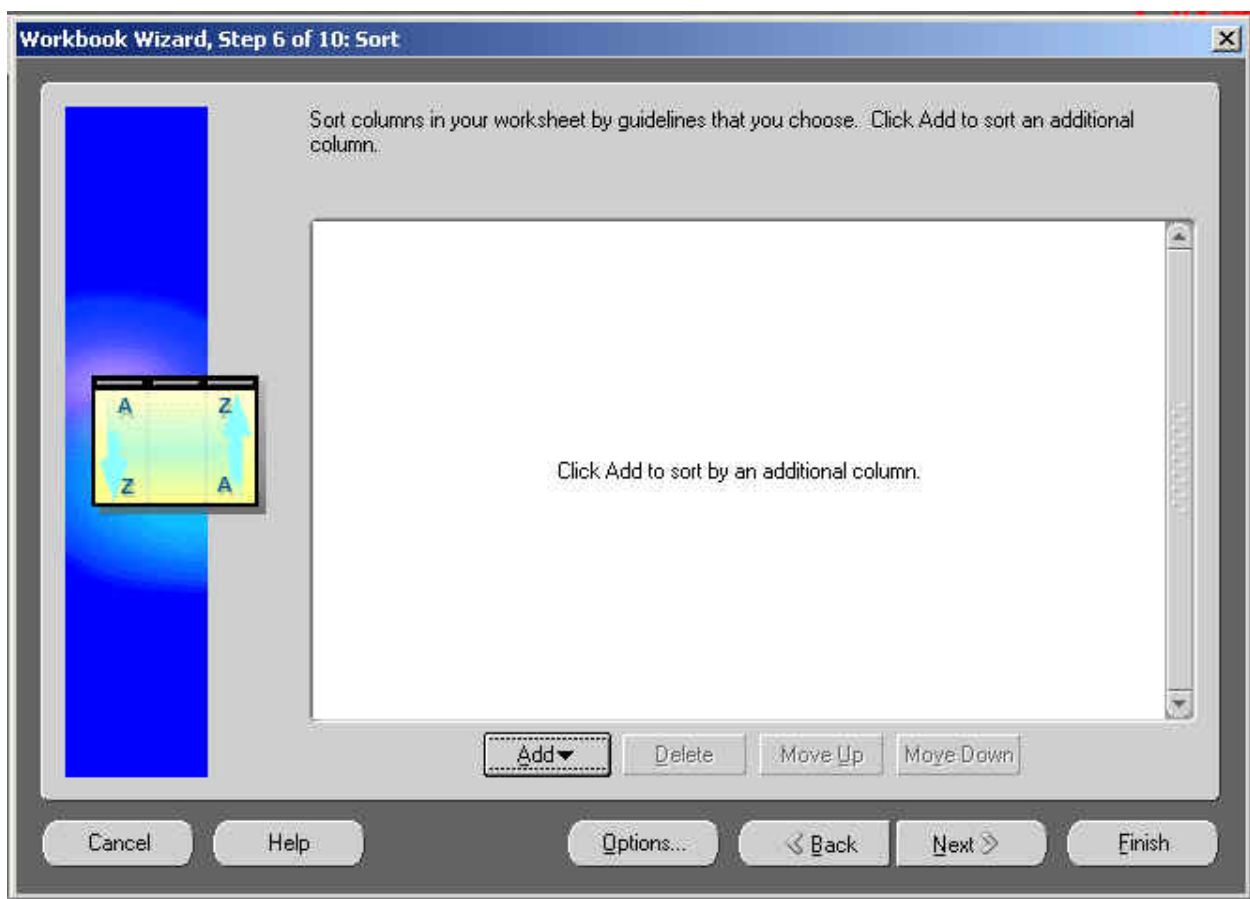 Workbook Wizard, Step 6 of 10: Sort
Sort columns in your worksheet by guidelines that you choose. Click Add to sort an additional
column.
A Z
Z A
Click Add to sort by an additional column.
Add Delete Move Up Move Down
Cancel Help Options... Back Next Finish